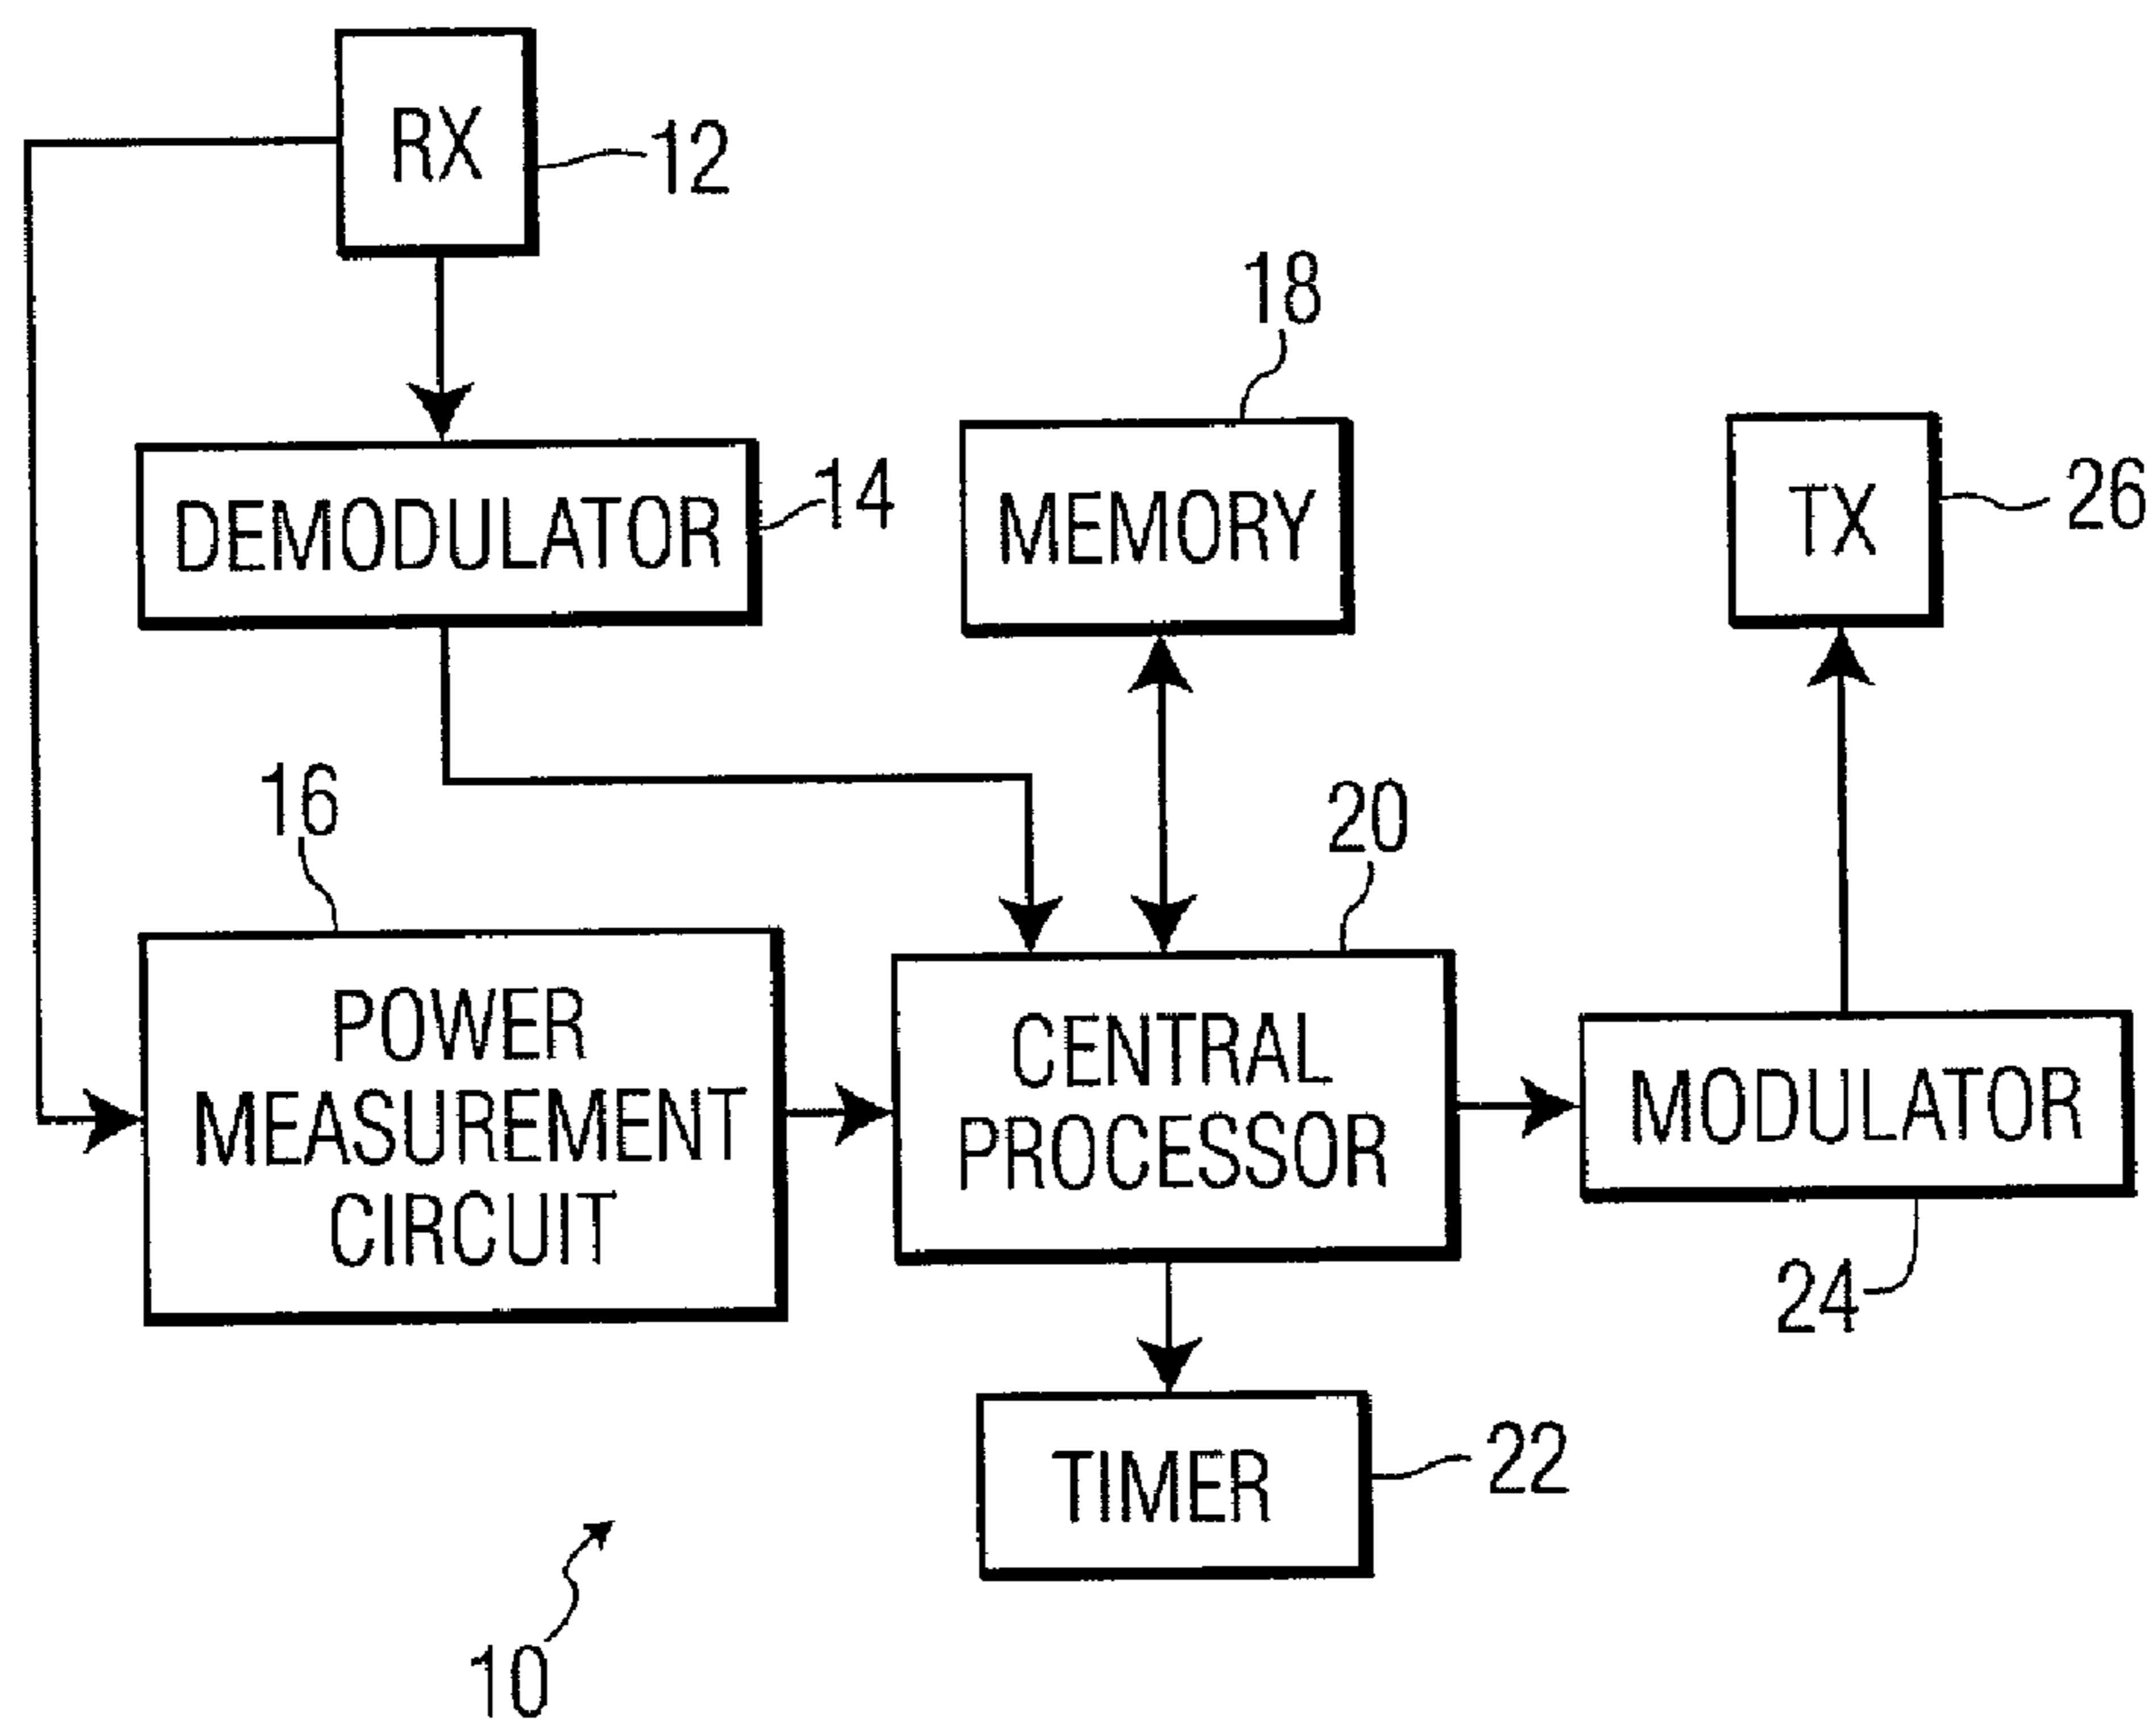 RX
12
18
DEMODULATOR
14
MEMORY
TX
26
16
20
POWER
MEASUREMENT
CIRCUIT
CENTRAL
PROCESSOR
MODULATOR
24
TIMER
22
10